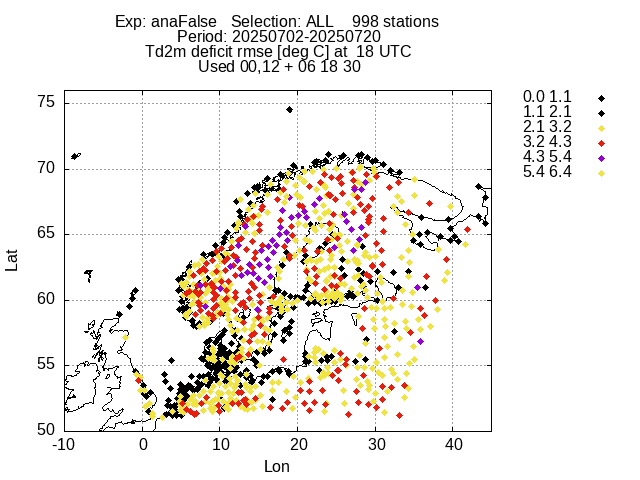 Exp: anaFalse   Selection: ALL    998 stations
Period: 20250702-20250720
Td2m deficit rmse [deg C] at  18 UTC
Used 00,12 + 06 18 30
0.0 1.1
1.1 2.1
2.1 3.2
3.2 4.3
4.3 5.4
5.4 6.4
75
70
65
60
55
50
Lat
-10 0 10 20 30 40
Lon